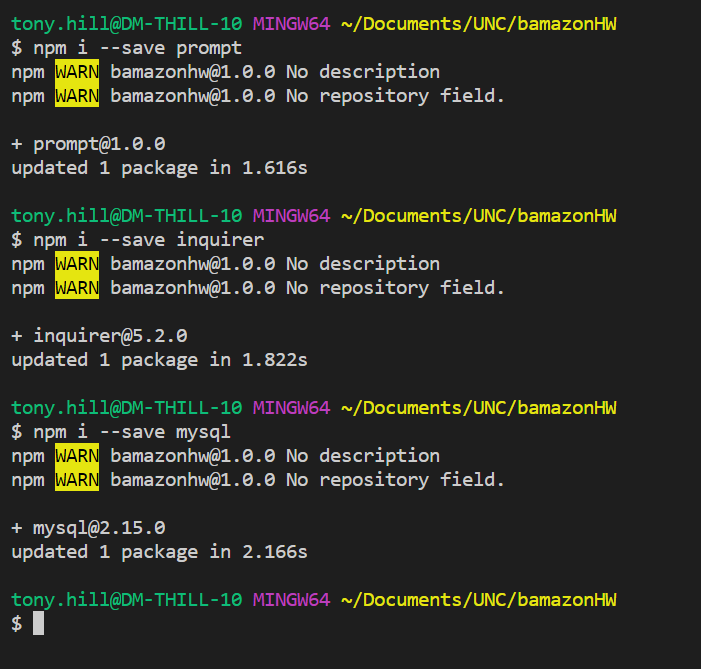 tony.hill@DM-THILL-10 MINGW64 ~/Documents/UNC/bamazonHW
$ npm i --save prompt
npm WARN bamazonhw@1.0.0 No description
npm WARN bamazonhw@1.0.0 No repository field.
+ prompt@1.0.0
updated 1 package in 1.616s
tony.hill@DM-THILL-10 MINGW64 ~/Documents/UNC/bamazonHW
$ npm i --save inquirer
npm WARN bamazonhw@1.0.0 No description
npm WARN bamazonhw@1.0.0 No repository field.
+ inquirer@5.2.0
updated 1 package in 1.822s
tony.hill@DM-THILL-10 MINGW64 ~/Documents/UNC/bamazonHW
$ npm i --save mysql
npm WARN bamazonhw@1.0.0 No description
npm WARN bamazonhw@1.0.0 No repository field.
+ mysql@2.15.0
updated 1 package in 2.166s
tony.hill@DM-THILL-10 MINGW64 ~/Documents/UNC/bamazonHW
$